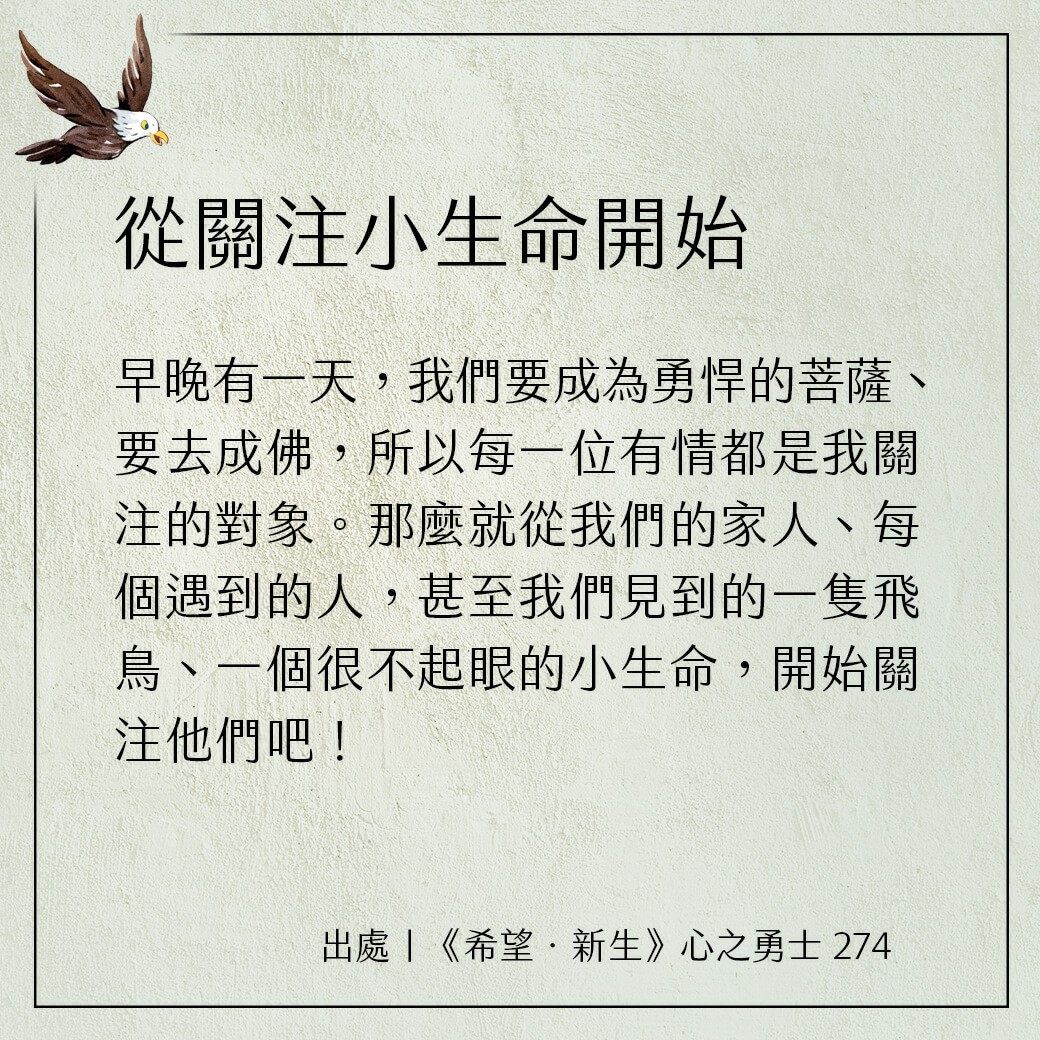 從關注小生命開始
早晚有一天，我們要成為勇悍的菩薩、
要去成佛，所以每一位有情都是我關
注的對象。那麼就從我們的家人、每
個遇到的人，甚至我們見到的一隻飛
鳥、一個很不起眼的小生命，開始關
注他們吧！
出處｜《希望．新生》心之勇士 274